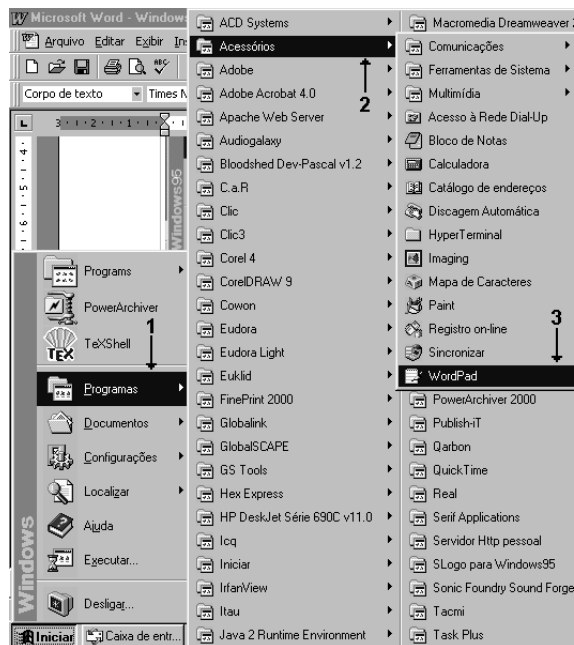 Microsoft Word - Window
Arquivo Editar Exibir In
Corpo de texto Times N
3 2 1 1
Windows95
Programs
PowerArchiver
1
TeXShell
Programas
Documentos
Configurações
Localizar
Ajuda
Executar...
Desligar...
Windows
Iniciar Caixa de entr...
ACD Systems
Acessórios
2
Adobe
Adobe Acrobat 4.0
Apache Web Server
Audiogalaxy
Bloodshed Dev-Pascal v1.2
C.a.R
Clic
Clic3
Corel 4
CorelDRAW 9
Cowon
Eudora
Eudora Light
Euklid
FinePrint 2000
Globalink
GlobalSCAPE
GS Tools
Hex Express
HP DeskJet Série 690C v11.0
Icq
Iniciar
IrfanView
Itau
Java 2 Runtime Environment
Macromedia Dreamweaver
Comunicações
Ferramentas de Sistema
Multimídia
Acesso à Rede Dial-Up
Bloco de Notas
Calculadora
Catálogo de endereços
Discagem Automática
HyperTerminal
Imaging
Mapa de Caracteres
Paint
Registro on-line
3
Sincronizar
WordPad
PowerArchiver 2000
Publish-iT
Qarbon
QuickTime
Real
Serif Applications
Servidor Http pessoal
SLogo para Windows95
Sonic Foundry Sound Forge
Tacmi
Task Plus